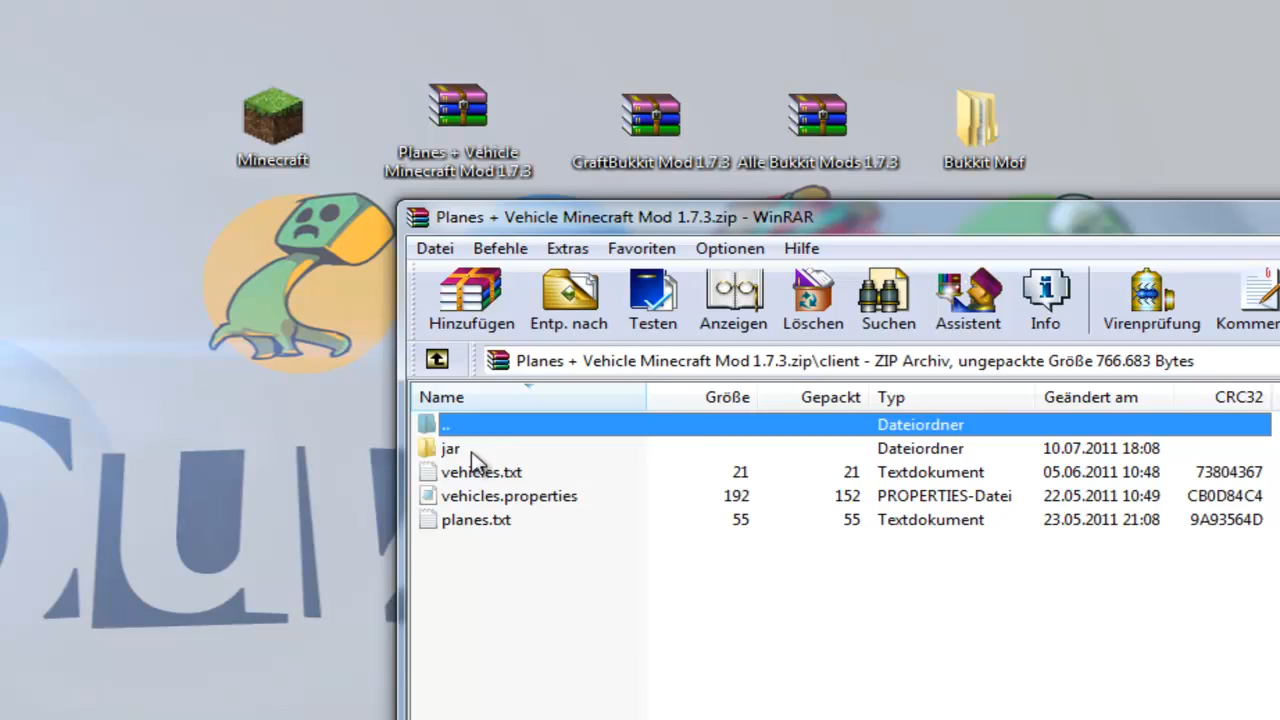 Minecraft
Planes + Vehicle
Minecraft Mod 1.7.3
CraftBukkit Mod 1.7.3
Alle Bukkit Mods 1.7.3
Bukkit Mof
Planes + Vehicle Minecraft Mod 1.7.3.zip - WinRAR
Datei Befehle Extras Favoriten Optionen Hilfe
Hinzufügen Entp. nach Testen Anzeigen Löschen Suchen Assistent Info Virenprüfung Kommen
Planes + Vehicle Minecraft Mod 1.7.3.zip\client - ZIP Archiv, ungepackte Größe 766.683 Bytes
Name Größe Gepackt Typ Geändert am CRC32
.. Dateiordner
jar Dateiordner 10.07.2011 18:08
vehicles.txt 21 21 Textdokument 05.06.2011 10:48 73804367
vehicles.properties 192 152 PROPERTIES-Datei 22.05.2011 10:49 CB0D84C4
planes.txt 55 55 Textdokument 23.05.2011 21:08 9A93564D